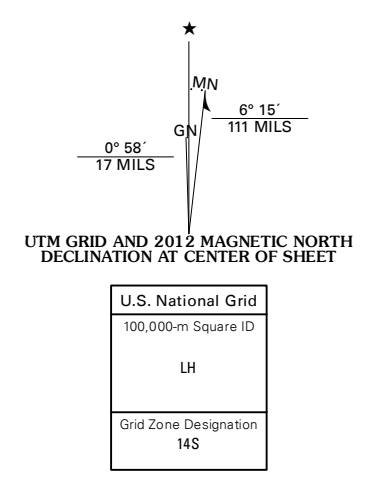 ★
MN
GN
6° 15´
111 MILS
0° 58´
17 MILS
UTM GRID AND 2012 MAGNETIC NORTH
DECLINATION AT CENTER OF SHEET
U.S. National Grid
100,000-m Square ID
LH
Grid Zone Designation
14S